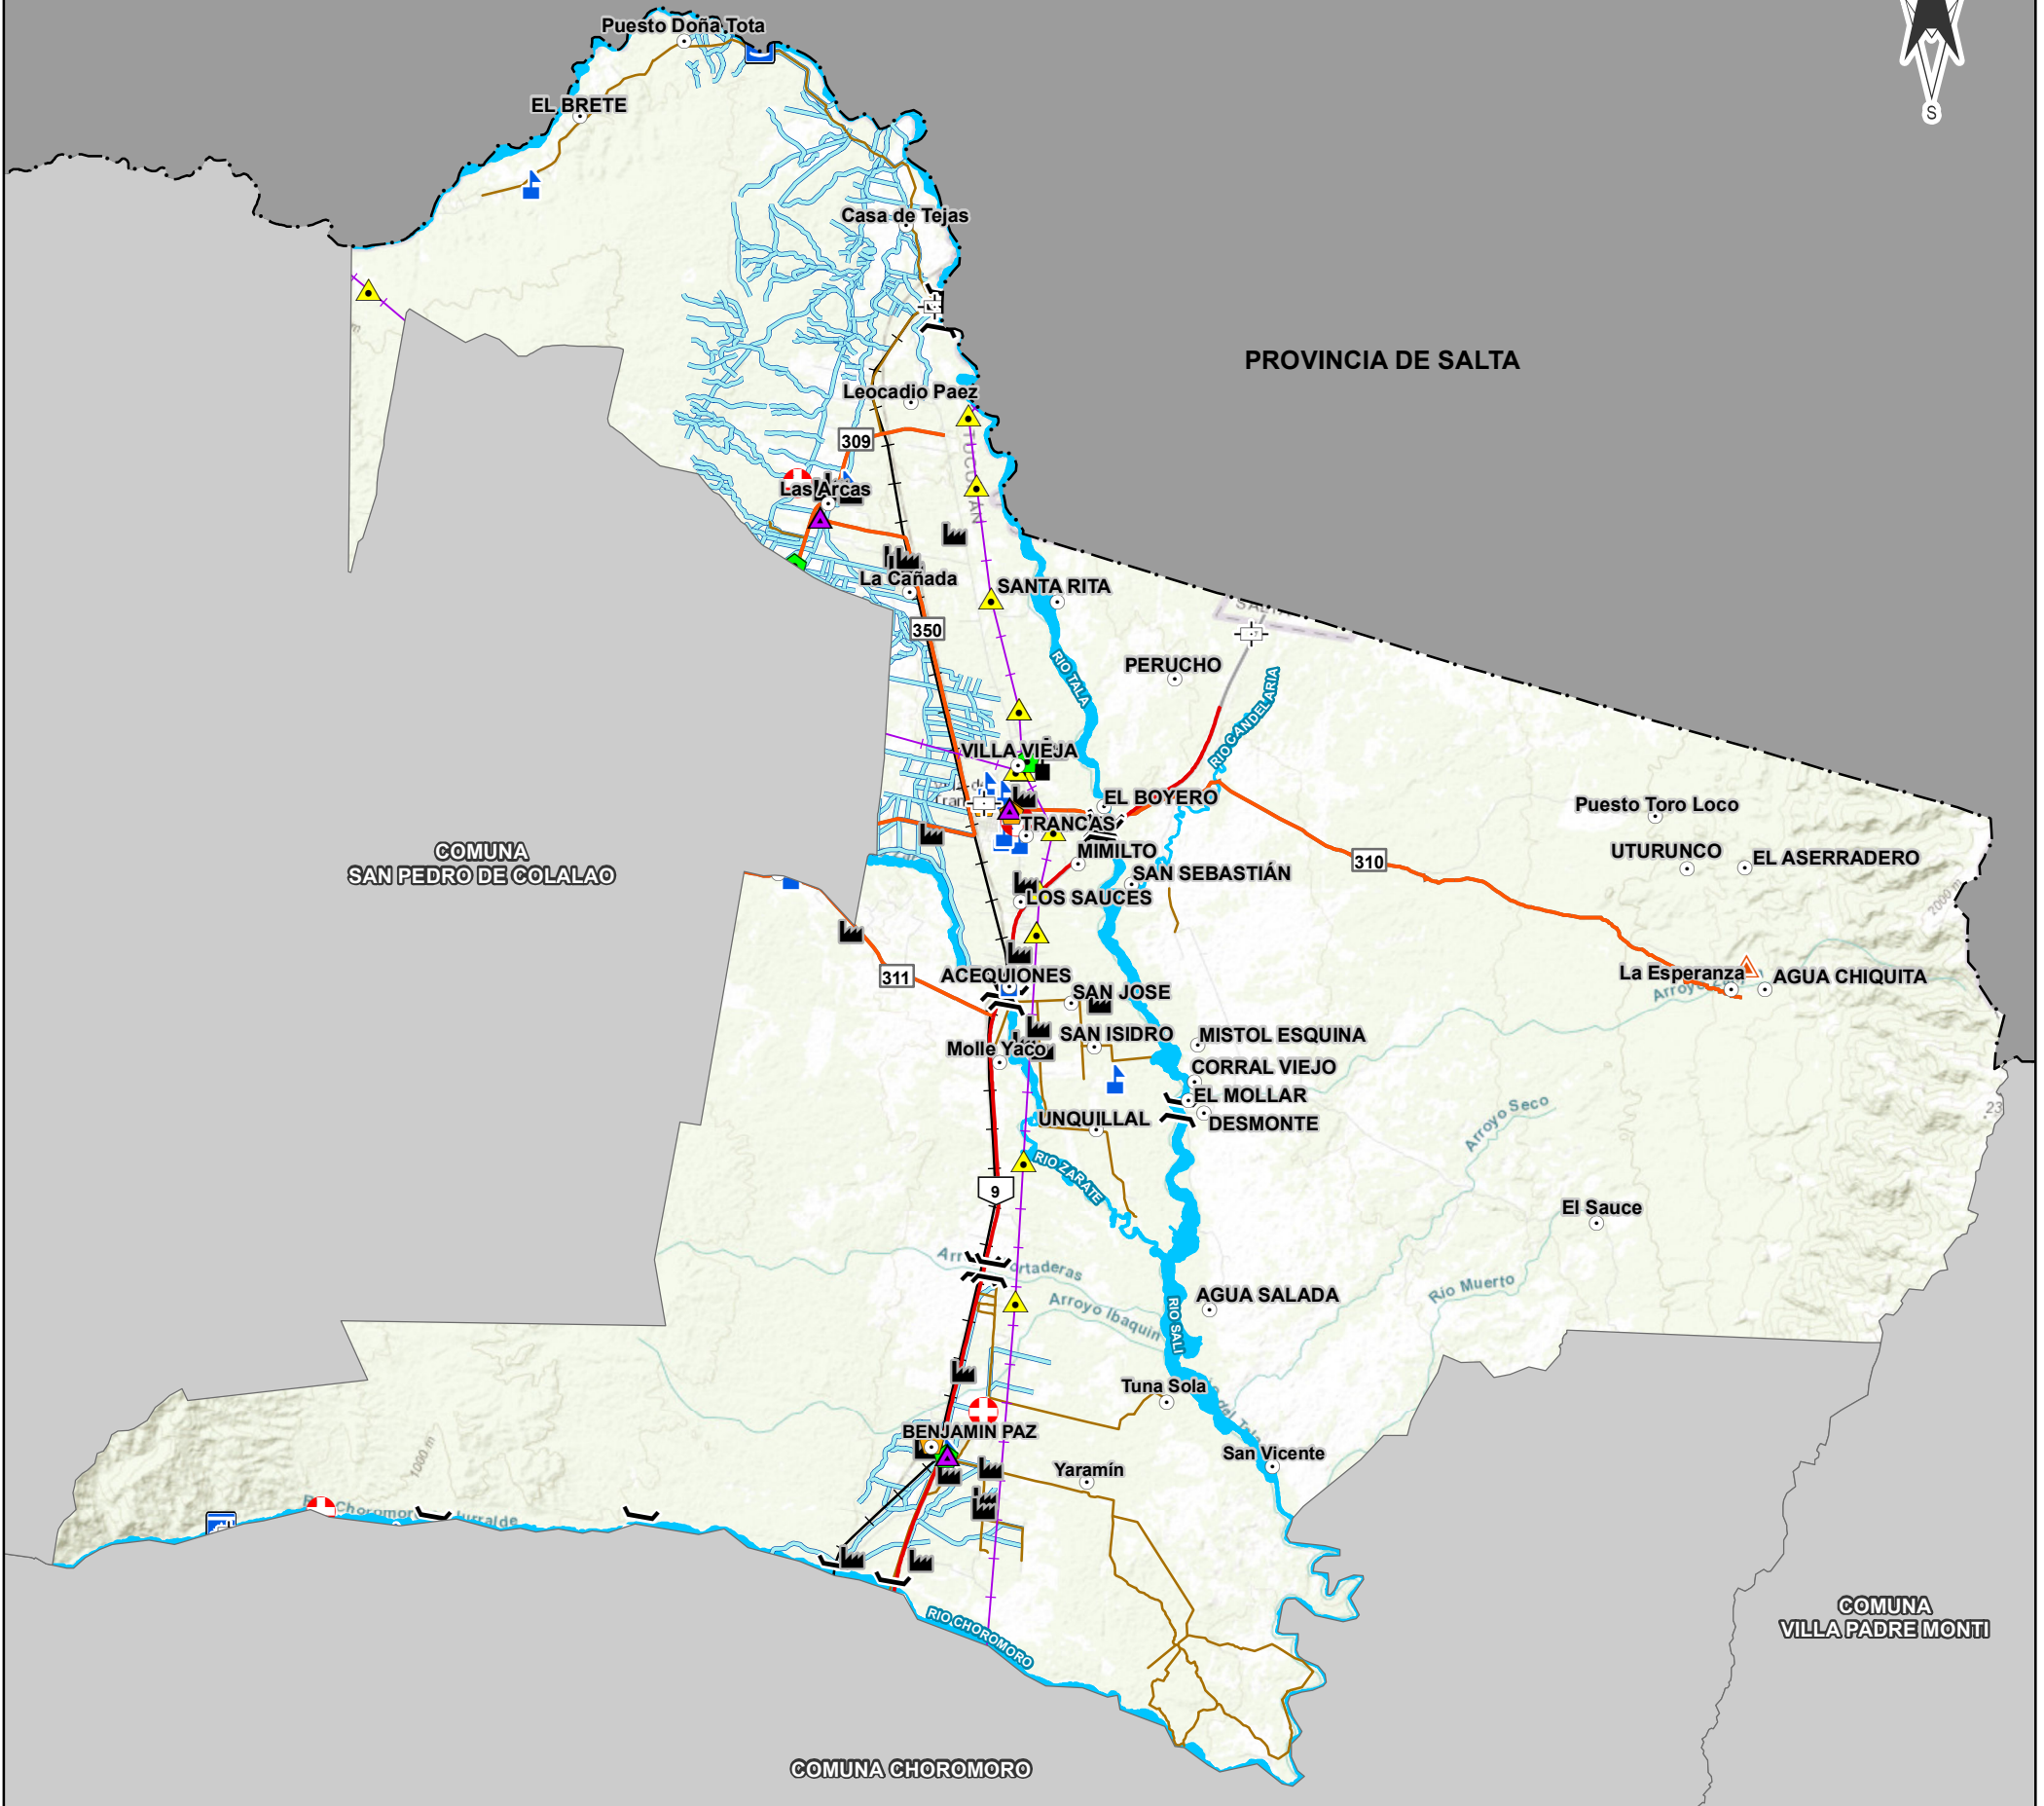 Puesto Doña Tota
EL BRETE
S
Casa de Tejas
PROVINCIA DE SALTA
Leocadio Paez
309
TUCUMAN
Las Arcas
La Cañada
SANTA RITA
350
RIO TALA
PERUCHO
RIO CANDELARIA
VILLA VIEJA
EL BOYERO
TRANCAS
Puesto Toro Loco
MIMILTO
310
UTURUNCO
EL ASERRADERO
COMUNA
SAN PEDRO DE COLALAO
SAN SEBASTIÁN
LOS SAUCES
2000 m
311
ACEQUIONES
La Esperanza
AGUA CHIQUITA
Arroyo
SAN JOSE
SAN ISIDRO
MISTOL ESQUINA
Molle Yaco
CORRAL VIEJO
EL MOLLAR
UNQUILLAL
DESMONTE
Arroyo Seco
23
RIO ZARATE
9
El Sauce
AGUA SALADA
Rio Muerto
Arroyo Ibaquin
RIO SALI
Tuna Sola
BENJAMIN PAZ
San Vicente
Yaramín
1000 m
RIO CHOROMORO
COMUNA
VILLA PADRE MONTI
COMUNA CHOROMORO